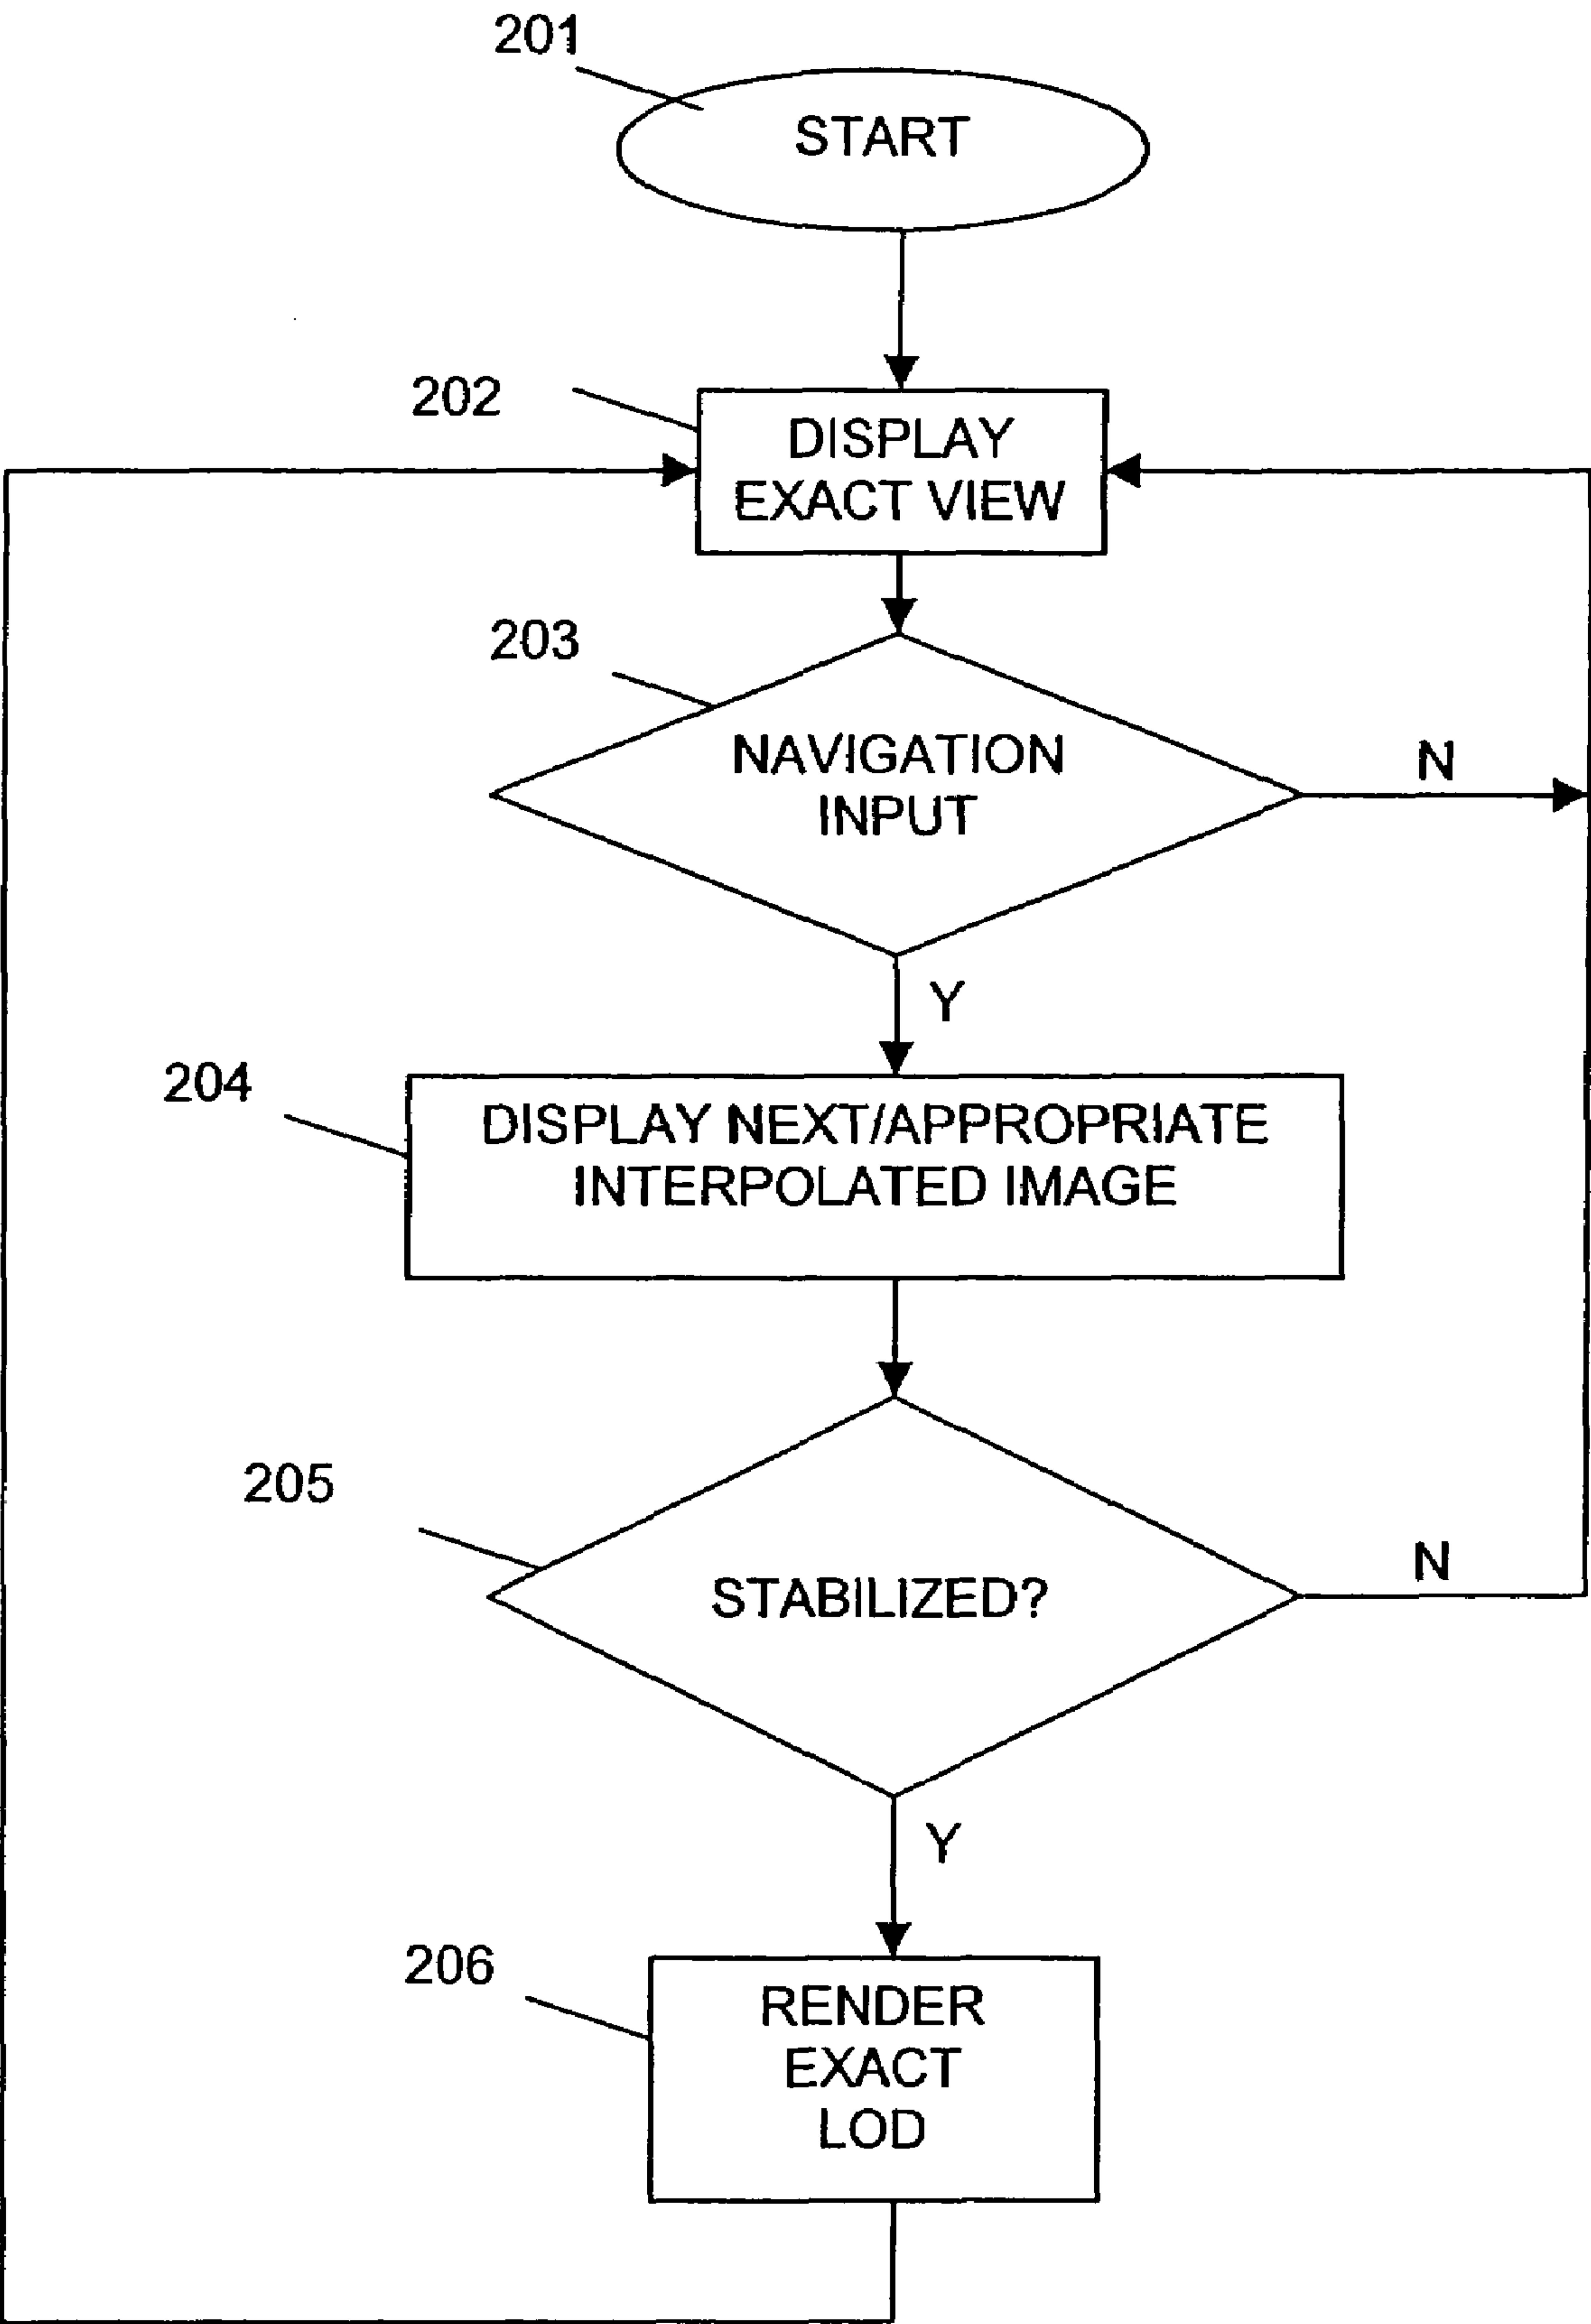 201
START
202
DISPLAY
EXACT VIEW
203
NAVIGATION
INPUT
N
Y
204
DISPLAY NEXT/APPROPRIATE
INTERPOLATED IMAGE
205
STABILIZED?
N
Y
206
RENDER
EXACT
LOD